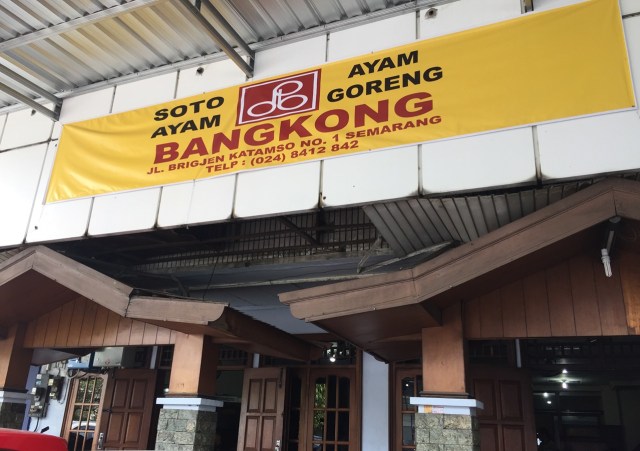 SOTO AYAM
AYAM GORENG
BANGKONG
JL. BRIGJEN KATAMSO NO. 1 SEMARANG
TELP : (024) 8412 842